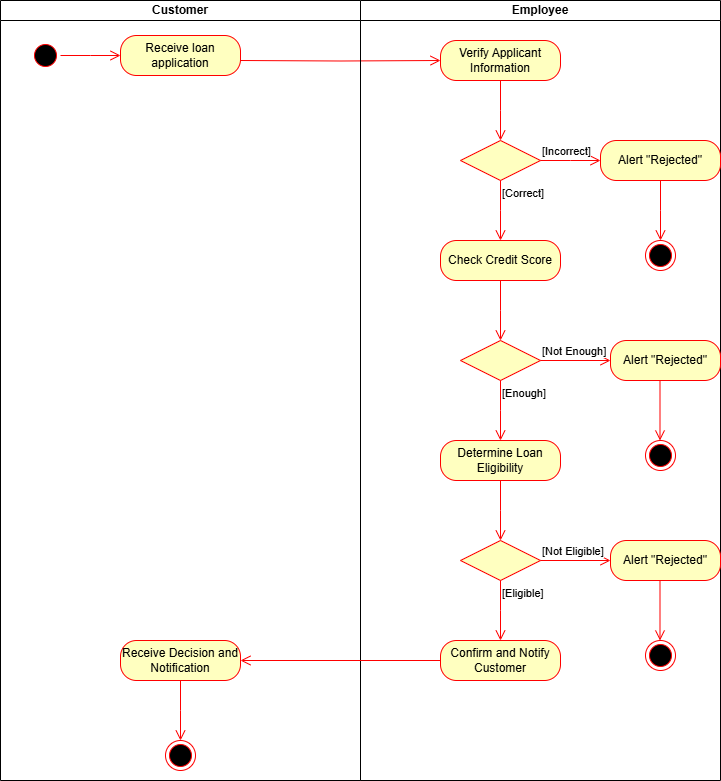 Customer
Employee
Receive loan
application
Verify Applicant
Information
[Incorrect]
Alert "Rejected"
[Correct]
Check Credit Score
[Not Enough]
Alert "Rejected"
[Enough]
Determine Loan
Eligibility
[Not Eligible]
Alert "Rejected"
[Eligible]
Receive Decision and
Notification
Confirm and Notify
Customer